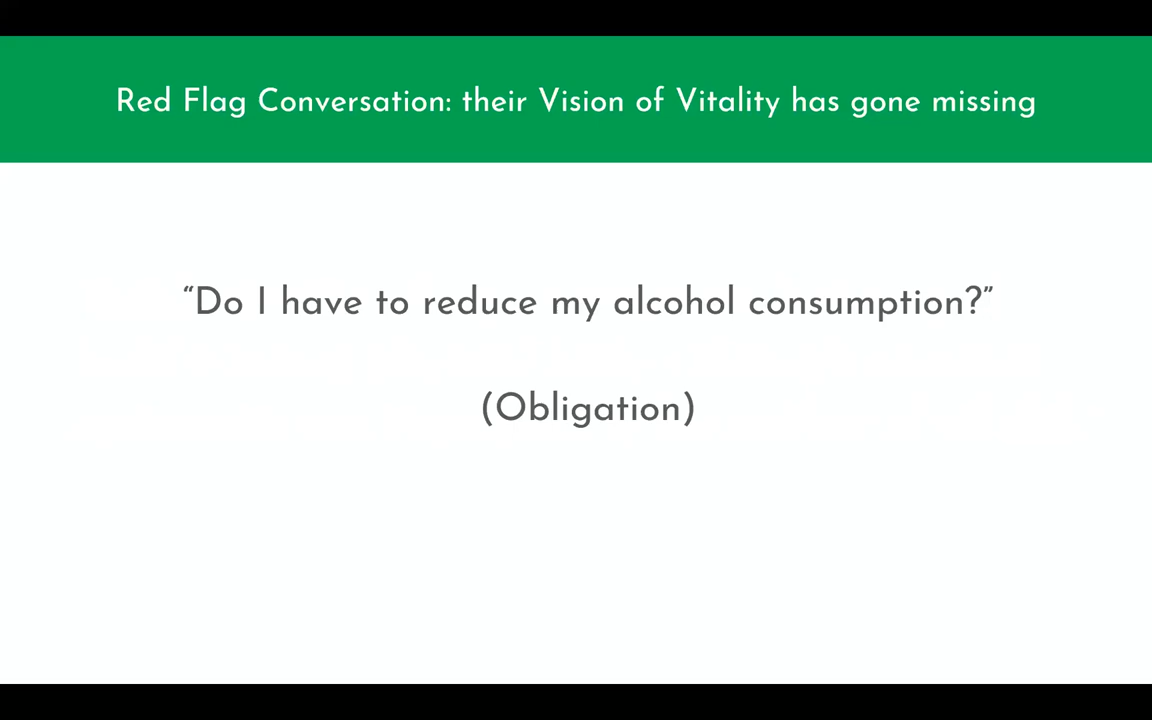 Red Flag Conversation: their Vision of Vitality has gone missing
“Do I have to reduce my alcohol consumption?”
(Obligation)